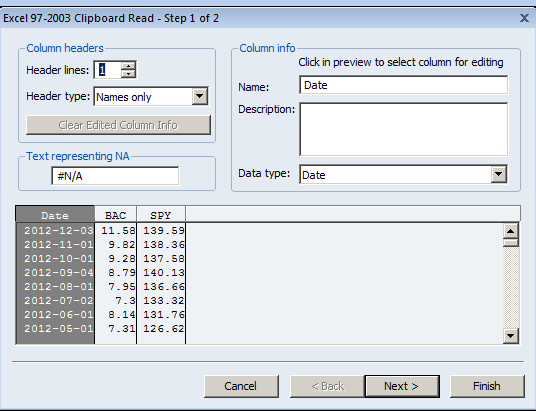 Excel 97-2003 Clipboard Read - Step 1 of 2
x
Column headers
Header lines: 1
Header type: Names only
Clear Edited Column Info
Text representing NA
#N/A
Column info
Click in preview to select column for editing
Name: Date
Description:
Data type: Date
Date BAC SPY
2012-12-03 11.58 139.59
2012-11-01 9.82 138.36
2012-10-01 9.28 137.58
2012-09-04 8.79 140.13
2012-08-01 7.95 136.66
2012-07-02 7.3 133.32
2012-06-01 8.14 131.76
2012-05-01 7.31 126.62
Cancel < Back Next > Finish